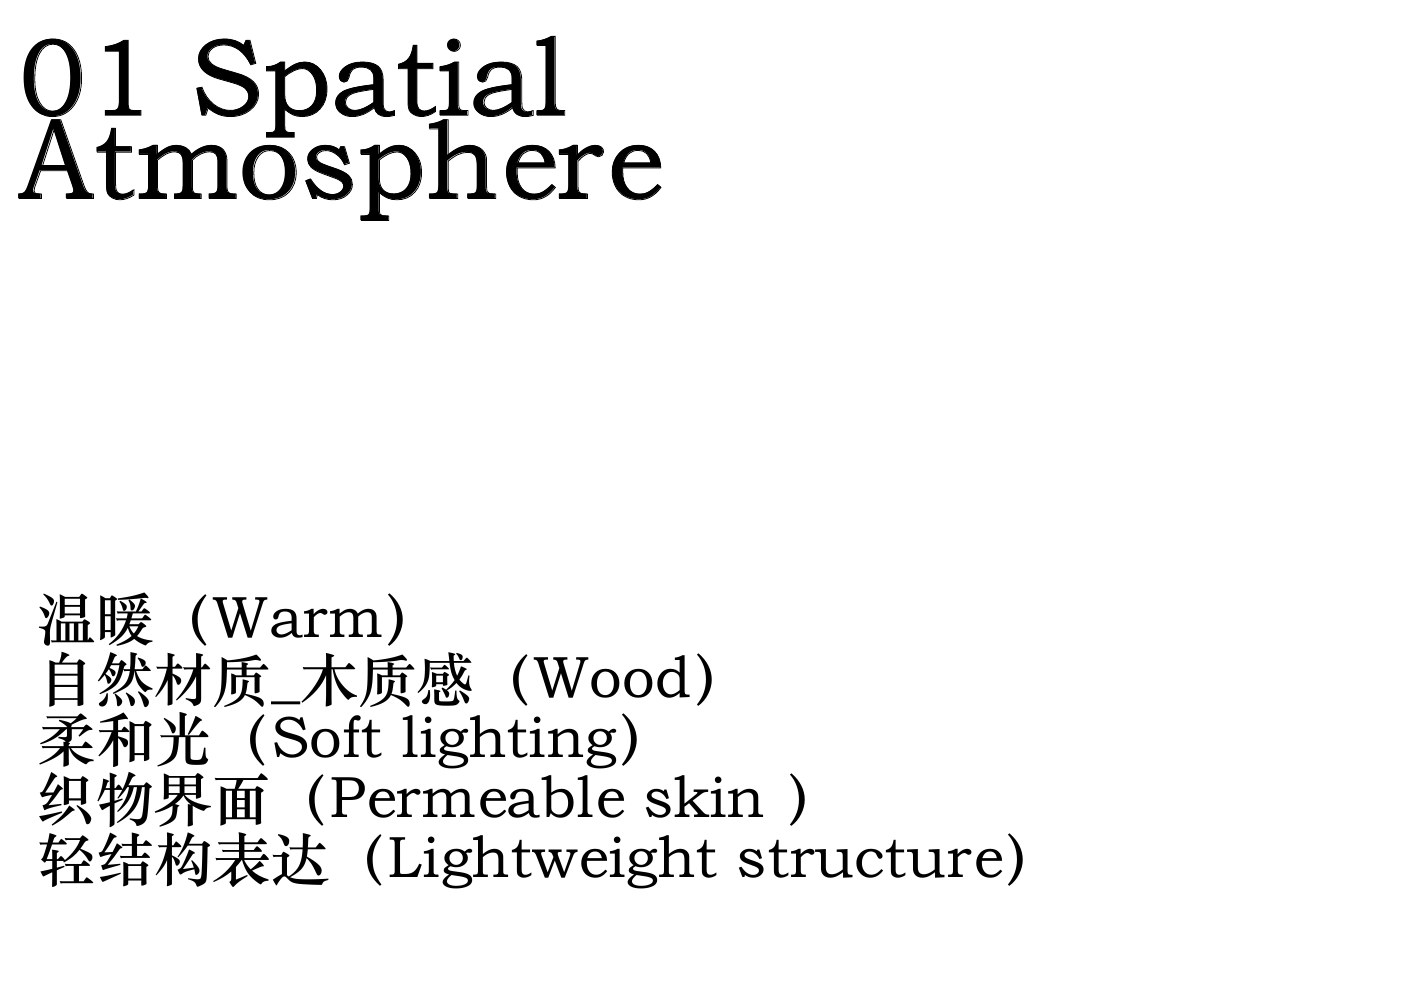 01 Spatial
Atmosphere
温暖（Warm）
自然材质_木质感（Wood）
柔和光（Soft lighting）
织物界面（Permeable skin ）
轻结构表达（Lightweight structure）